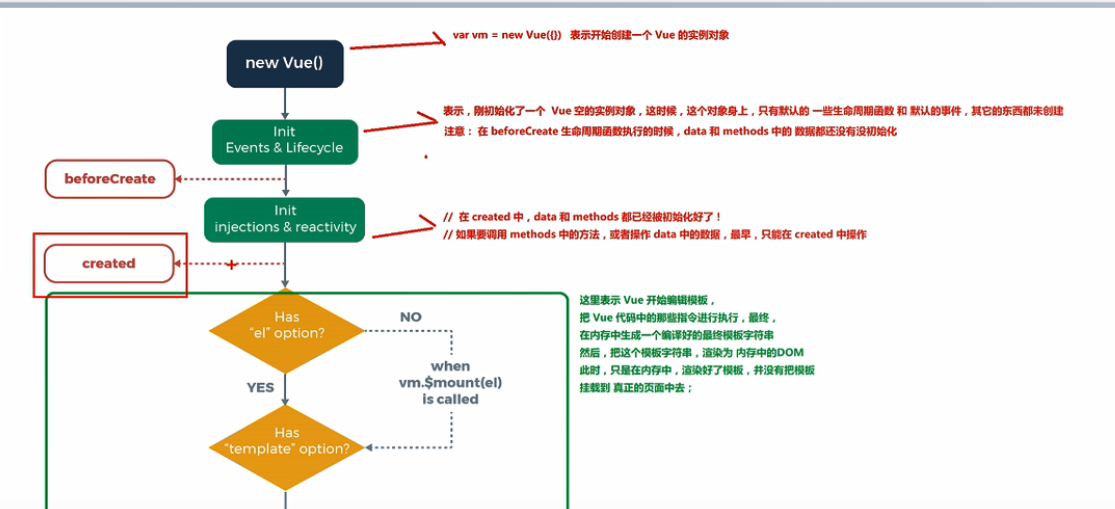 var vm = new Vue({}) 表示开始创建一个 Vue 的实例对象
new Vue()
表示，刚初始化了一个 Vue 空的实例对象，这时候，这个对象身上，只有默认的 一些生命周期函数 和 默认的事件，其它的东西都未创建
注意： 在 beforeCreate 生命周期函数执行的时候，data 和 methods 中的 数据都还没有没初始化
Init
Events & Lifecycle
beforeCreate
Init
injections & reactivity
// 在 created 中，data 和 methods 都已经被初始化好了！
// 如果要调用 methods 中的方法，或者操作 data 中的数据，最早，只能在 created 中操作
created
这里表示 Vue 开始编辑模板，
把 Vue 代码中的那些指令进行执行，最终，
在内存中生成一个编译好的最终模板字符串
然后，把这个模板字符串，渲染为 内存中的DOM
此时，只是在内存中，渲染好了模板，并没有把模板
挂载到 真正的页面中去；
Has
“el” option?
NO
when
vm.$mount(el)
is called
YES
Has
“template” option?